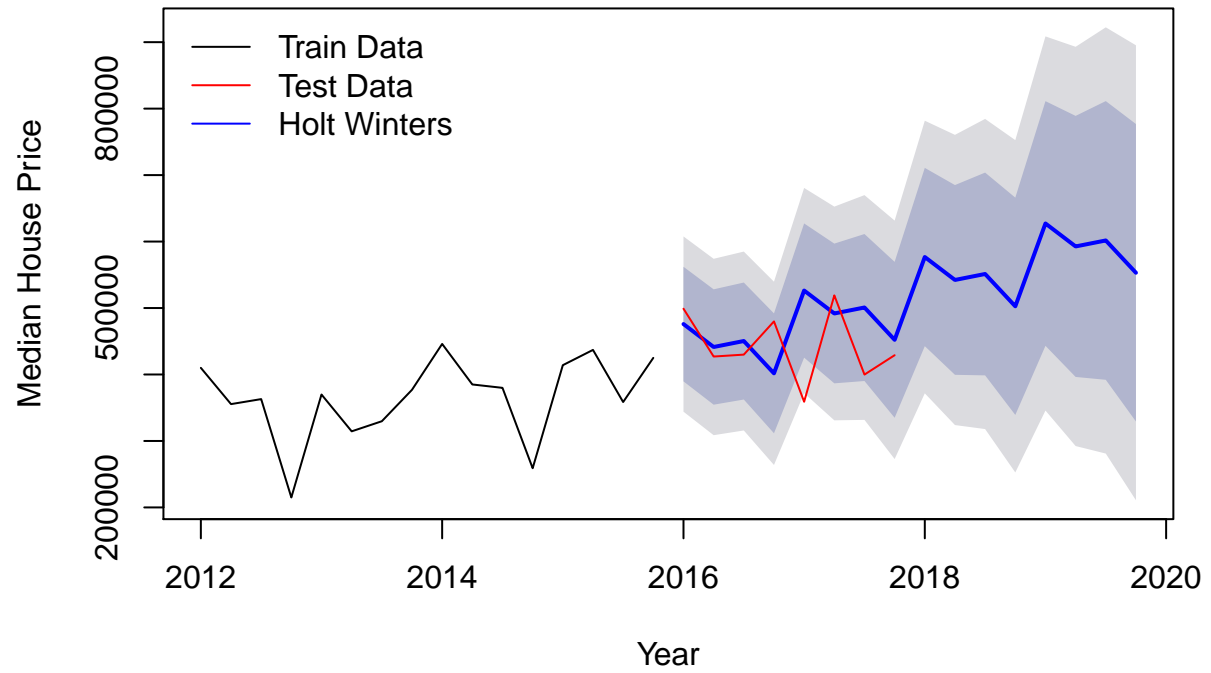 Train Data
Test Data
Holt Winters
Median House Price
800000
500000
200000
2012 2014 2016 2018 2020
Year